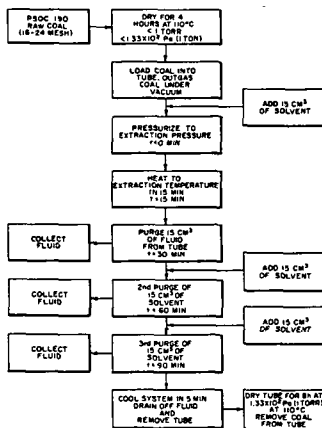 PSOC 190
RAW COAL
(16-24 MESH)
DRY FOR 4
HOURS AT 110°C
< 1 TORR
<1.33X10² Pa (1 TORR)
LOAD COAL INTO
TUBE, OUTGAS
COAL UNDER
VACUUM
ADD 15 CM³
OF SOLVENT
PRESSURIZE TO
EXTRACTION PRESSURE
t=0 MIN
HEAT TO
EXTRACTION TEMPERATURE
IN 15 MIN
t=15 MIN
COLLECT
FLUID
PURGE 15 CM³
OF FLUID
FROM TUBE
t=30 MIN
ADD 15 CM³
OF SOLVENT
COLLECT
FLUID
2nd PURGE OF
15 CM³ OF
SOLVENT
t=60 MIN
ADD 15 CM³
OF SOLVENT
COLLECT
FLUID
3rd PURGE OF
15 CM³ OF
SOLVENT
t=90 MIN
COOL SYSTEM IN 5 MIN
DRAIN OFF FLUID
AND
REMOVE TUBE
DRY TUBE FOR 8h AT
1.33X10² Pa (1 TORR)
AT 110°C
REMOVE COAL
FROM TUBE